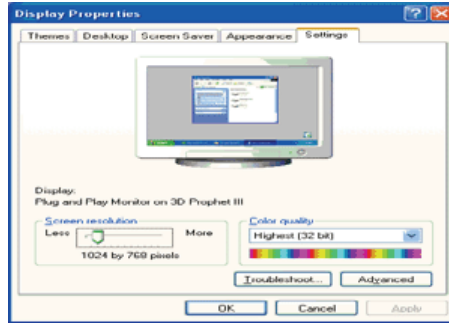 Display Properties
Themes Desktop Screen Saver Appearance Settings
Display:
Plug and Play Monitor on 3D Prophet III
Screen resolution
Less More
1024 by 768 pixels
Color quality
Highest (32 bit)
Troubleshoot... Advanced
OK Cancel Apply